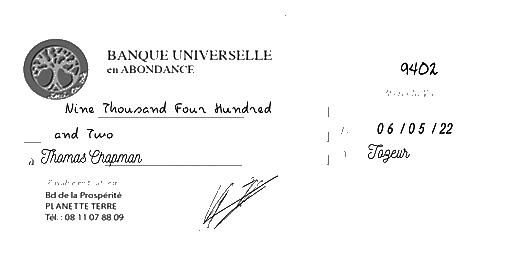 BANQUE UNIVERSELLE
en ABONDANCE
9402
Nine Thousand Four Hundred
and Two
06/05/22
à Thomas Chapman
Tozeur
Bd de la Prospérité
PLANETTE TERRE
Tél. : 08 11 07 88 09